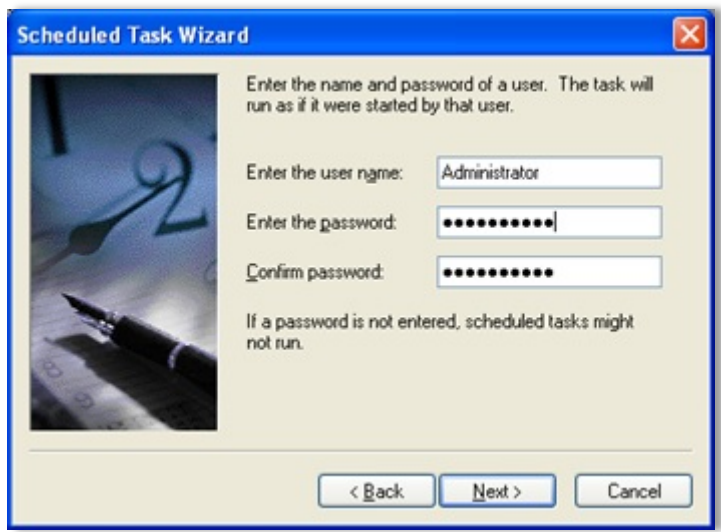 Scheduled Task Wizard
Enter the name and password of a user. The task will
run as if it were started by that user.
Enter the user name: Administrator
Enter the password: ●●●●●●●●●●
Confirm password: ●●●●●●●●●●
If a password is not entered, scheduled tasks might
not run.
< Back Next > Cancel